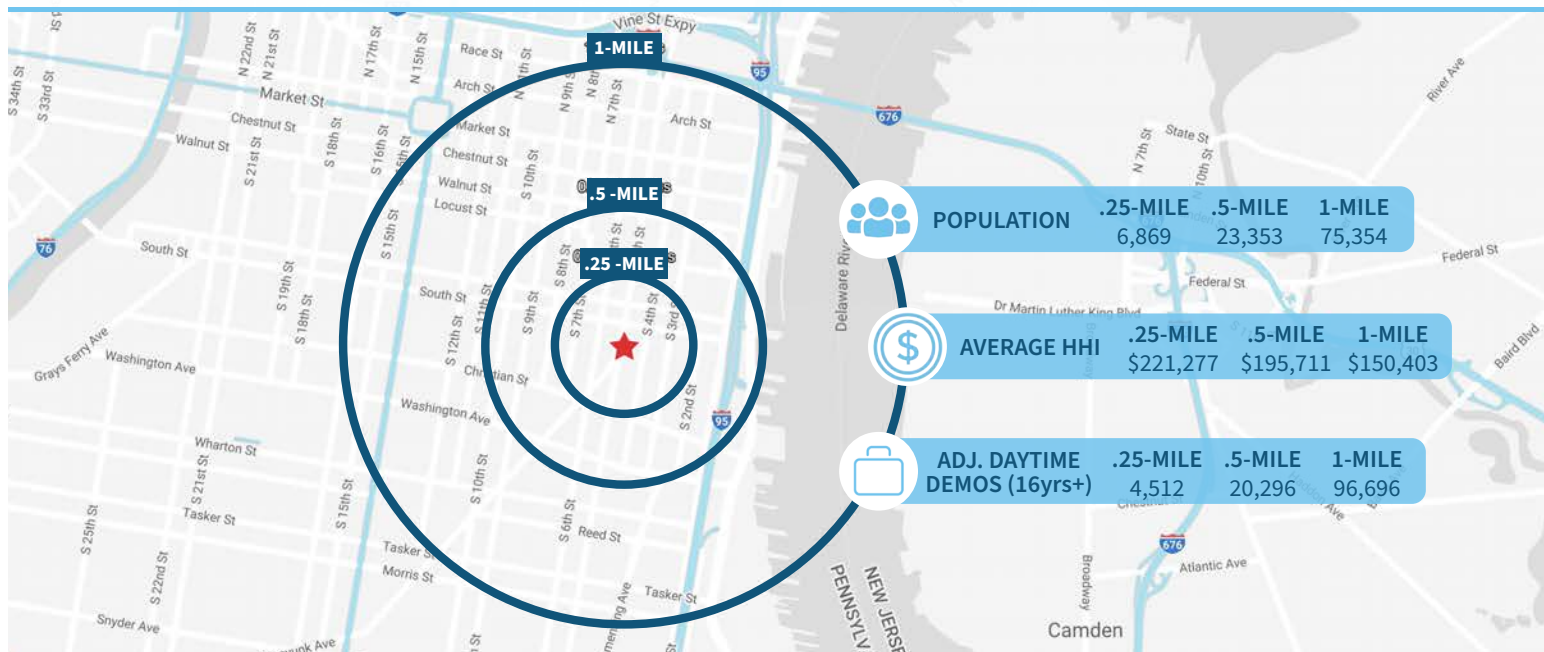 Vine St Expy
1-MILE
N 22nd St
N 21st St
N 17th St
N 15th St
Race St
N 9th St
N 8th
N 7th St
95
S 34th St
S 33rd St
Market St
Arch St
Arch St
676
River Ave
Chestnut St
Walnut St
S 21st St
S 18th St
S 16th St
S 15th St
Market St
Chestnut St
Walnut St
Locust St
S 10th St
State St
N 7th St
N 10th St
.5 -MILE
POPULATION
.25-MILE .5-MILE 1-MILE
6,869 23,353 75,354
76
South St
S 15th St
S 8th St
.25 -MILE
Delaware River
Federal St
Federal St
S 19th St
S 18th St
South St
S 12th St
S 11th St
S 9th St
S 7th St
S 4th St
S 3rd St
Dr Martin Luther King Blvd
AVERAGE HHI
.25-MILE .5-MILE 1-MILE
$221,277 $195,711 $150,403
$
Baird Blvd
Grays Ferry Ave
Washington Ave
Christian St
Washington Ave
S 2nd St
95
Wharton St
S 21st St
S 15th St
S 10th St
ADJ. DAYTIME
DEMOS (16yrs+)
.25-MILE .5-MILE 1-MILE
4,512 20,296 96,696
S 25th St
Tasker St
S 22nd St
S 6th St
Reed St
Tasker St
Morris St
Tasker St
676
Atlantic Ave
Broadway
Snyder Ave
PENNSYLV
NEW JERSE
Camden